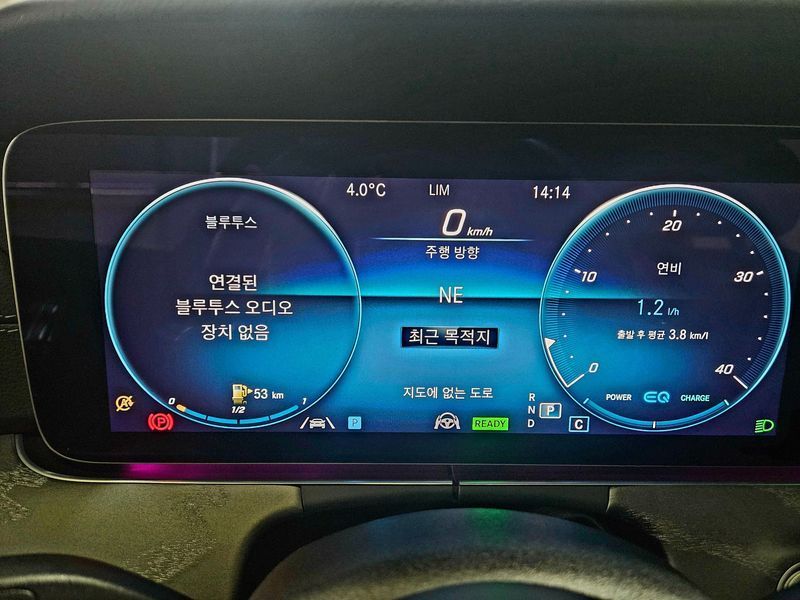 4.0°C LIM 14:14
블루투스
연결된
블루투스 오디오
장치 없음
53 km
0 1/2 1
P
0 km/h
주행 방향
NE
최근 목적지
지도에 없는 도로
P
READY
R
N P
D C
20
10 30
연비
1.2 l/h
출발 후 평균 3.8 km/l
0 40
POWER EQ CHARGE